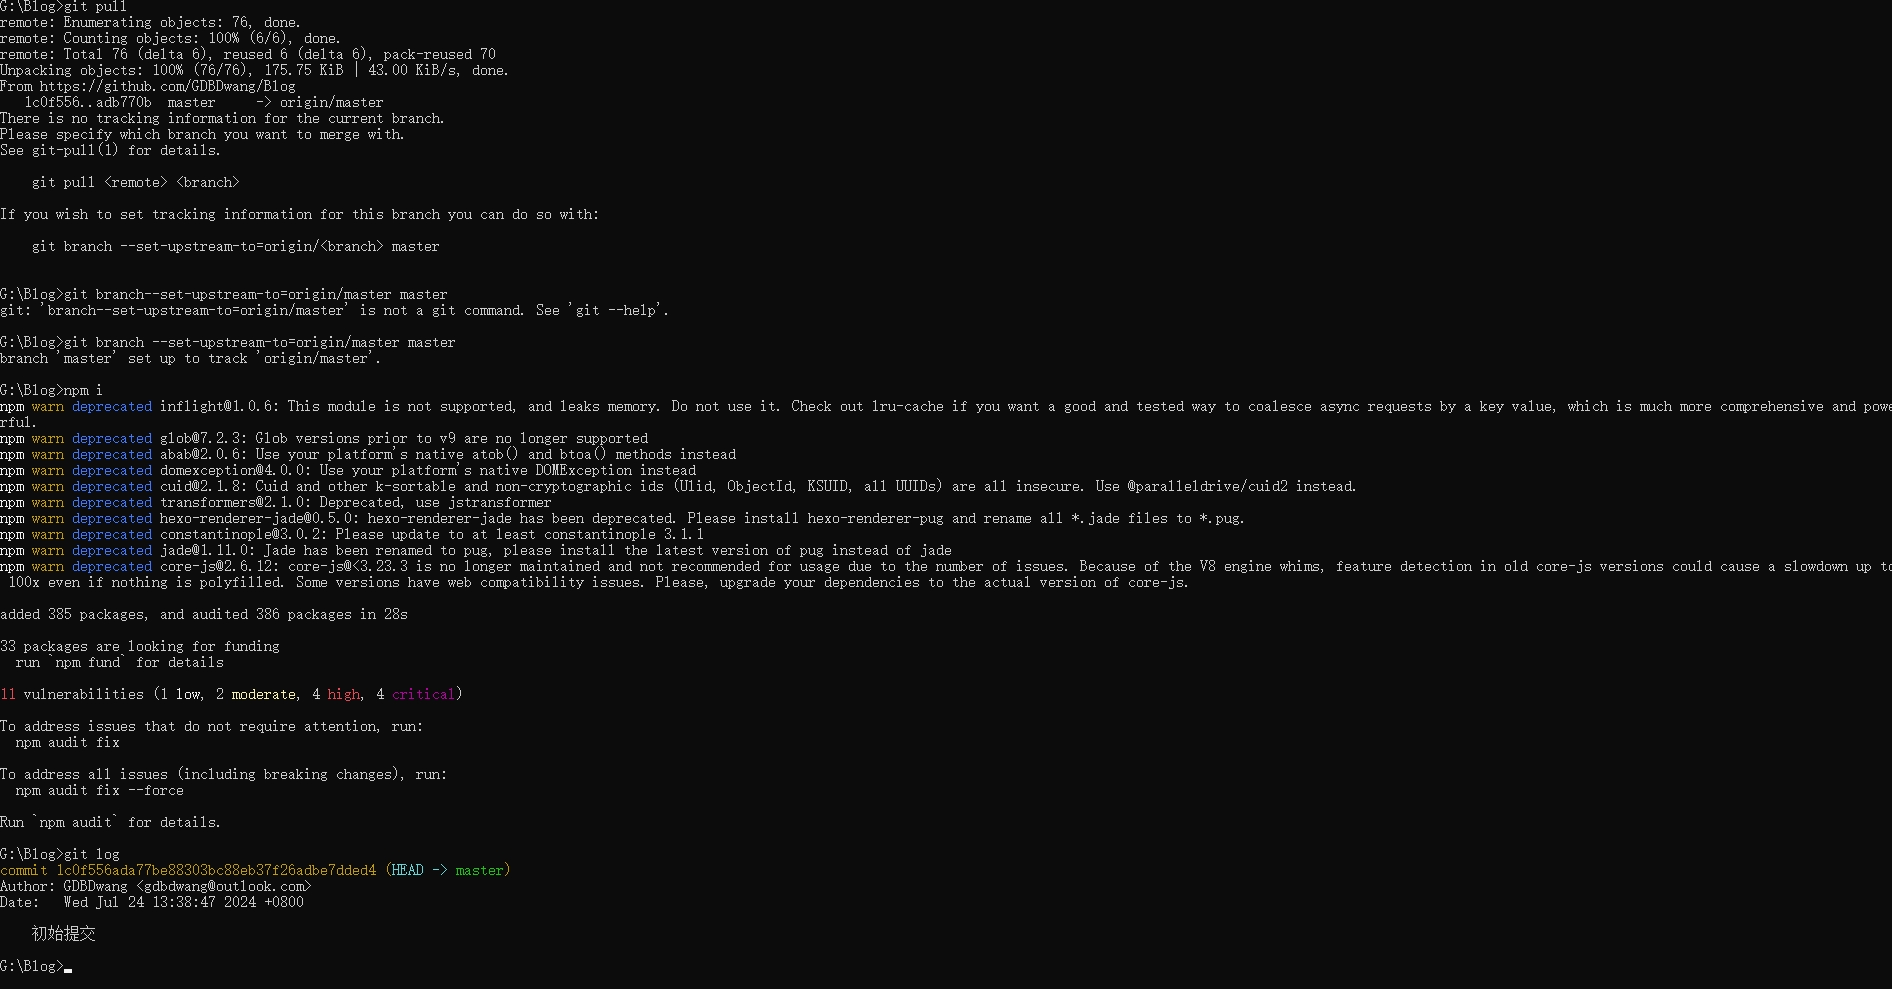 G:\Blog>git pull
remote: Enumerating objects: 76, done.
remote: Counting objects: 100% (6/6), done.
remote: Total 76 (delta 6), reused 6 (delta 6), pack-reused 70
Unpacking objects: 100% (76/76), 175.75 KiB | 43.00 KiB/s, done.
From https://github.com/GDBDwang/Blog
   1c0f556..adb770b  master     -> origin/master
There is no tracking information for the current branch.
Please specify which branch you want to merge with.
See git-pull(1) for details.
    git pull <remote> <branch>
If you wish to set tracking information for this branch you can do so with:
    git branch --set-upstream-to=origin/<branch> master
G:\Blog>git branch--set-upstream-to=origin/master master
git: 'branch--set-upstream-to=origin/master' is not a git command. See 'git --help'.
G:\Blog>git branch --set-upstream-to=origin/master master
branch 'master' set up to track 'origin/master'.
G:\Blog>npm i
npm warn deprecated inflight@1.0.6: This module is not supported, and leaks memory. Do not use it. Check out lru-cache if you want a good and tested way to coalesce async requests by a key value, which is much more comprehensive and powe
rful.
npm warn deprecated glob@7.2.3: Glob versions prior to v9 are no longer supported
npm warn deprecated abab@2.0.6: Use your platform's native atob() and btoa() methods instead
npm warn deprecated domexception@4.0.0: Use your platform's native DOMException instead
npm warn deprecated cuid@2.1.8: Cuid and other k-sortable and non-cryptographic ids (Ulid, ObjectId, KSUID, all UUIDs) are all insecure. Use @paralleldrive/cuid2 instead.
npm warn deprecated transformers@2.1.0: Deprecated, use jstransformer
npm warn deprecated hexo-renderer-jade@0.5.0: hexo-renderer-jade has been deprecated. Please install hexo-renderer-pug and rename all *.jade files to *.pug.
npm warn deprecated constantinople@3.0.2: Please update to at least constantinople 3.1.1
npm warn deprecated jade@1.11.0: Jade has been renamed to pug, please install the latest version of pug instead of jade
npm warn deprecated core-js@2.6.12: core-js@<3.23.3 is no longer maintained and not recommended for usage due to the number of issues. Because of the V8 engine whims, feature detection in old core-js versions could cause a slowdown up to
 100x even if nothing is polyfilled. Some versions have web compatibility issues. Please, upgrade your dependencies to the actual version of core-js.
added 385 packages, and audited 386 packages in 28s
33 packages are looking for funding
  run `npm fund` for details
11 vulnerabilities (1 low, 2 moderate, 4 high, 4 critical)
To address issues that do not require attention, run:
  npm audit fix
To address all issues (including breaking changes), run:
  npm audit fix --force
Run `npm audit` for details.
G:\Blog>git log
commit 1c0f556ada77be88303bc88eb37f26adbe7dded4 (HEAD -> master)
Author: GDBDwang <gdbdwang@outlook.com>
Date:   Wed Jul 24 13:38:47 2024 +0800
    初始提交
G:\Blog>